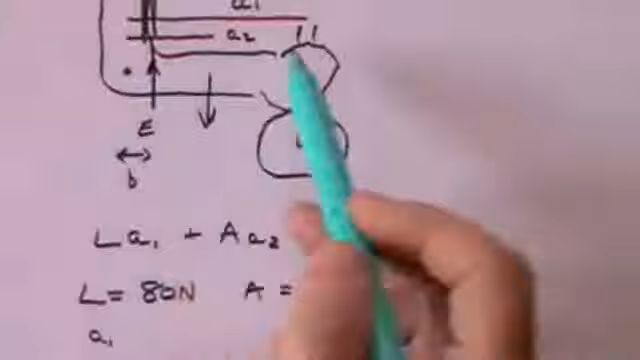 a₁
a₂
E
b
La₁ + Aa₂
L = 80N A =
a₁